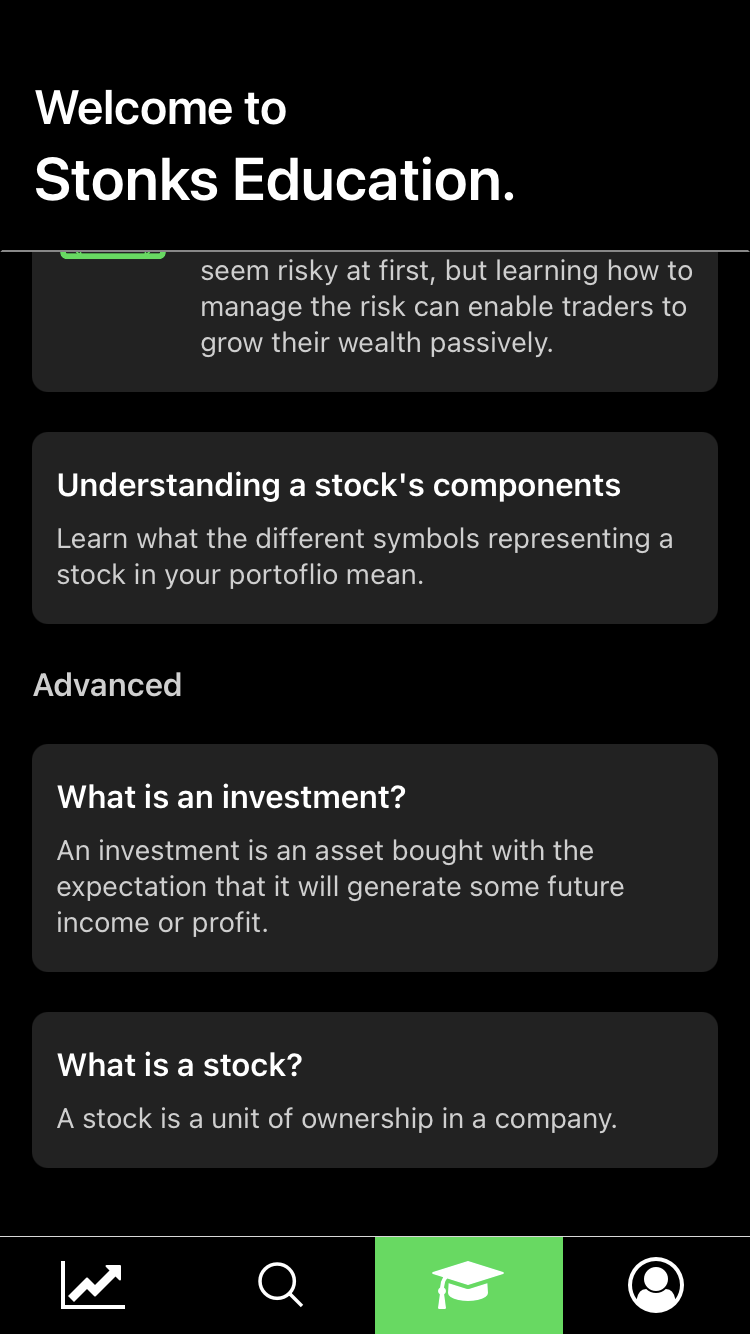 Welcome to
Stonks Education.
seem risky at first, but learning how to
manage the risk can enable traders to
grow their wealth passively.
Understanding a stock's components
Learn what the different symbols representing a
stock in your portoflio mean.
Advanced
What is an investment?
An investment is an asset bought with the
expectation that it will generate some future
income or profit.
What is a stock?
A stock is a unit of ownership in a company.